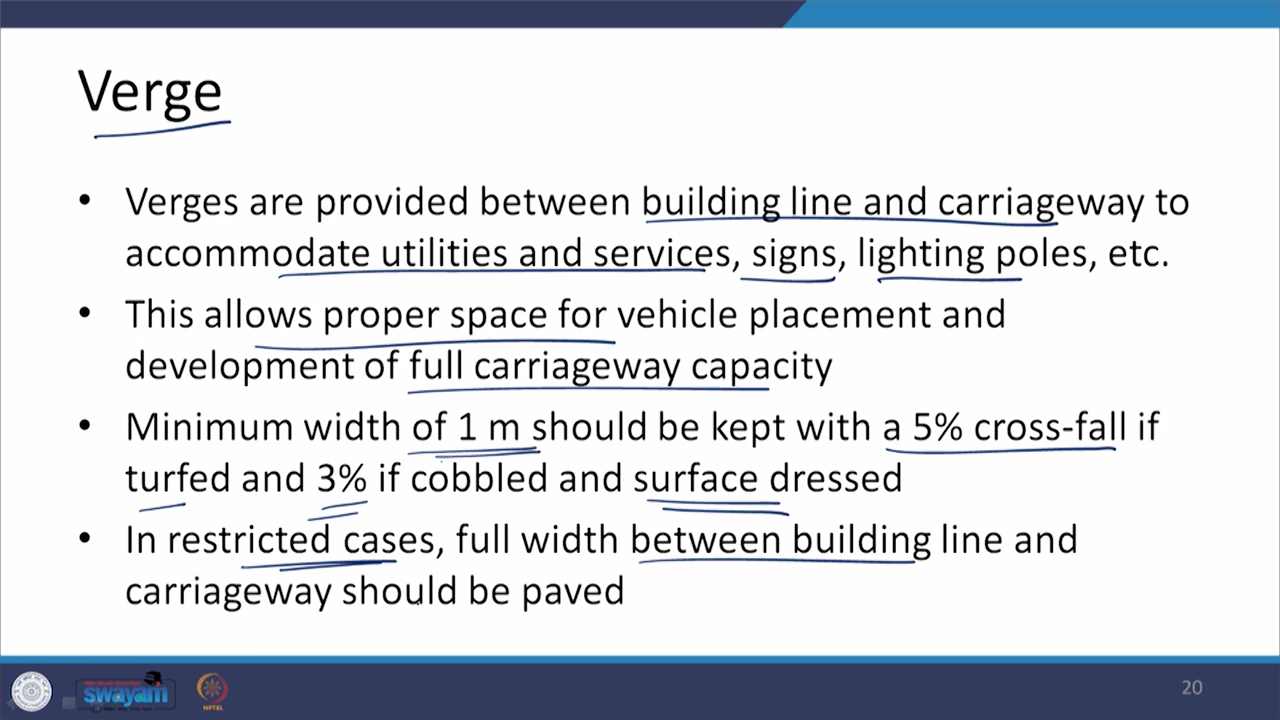 Verge
• Verges are provided between building line and carriageway to
accommodate utilities and services, signs, lighting poles, etc.
• This allows proper space for vehicle placement and
development of full carriageway capacity
• Minimum width of 1 m should be kept with a 5% cross-fall if
turfed and 3% if cobbled and surface dressed
• In restricted cases, full width between building line and
carriageway should be paved
swayam
NPTEL
20